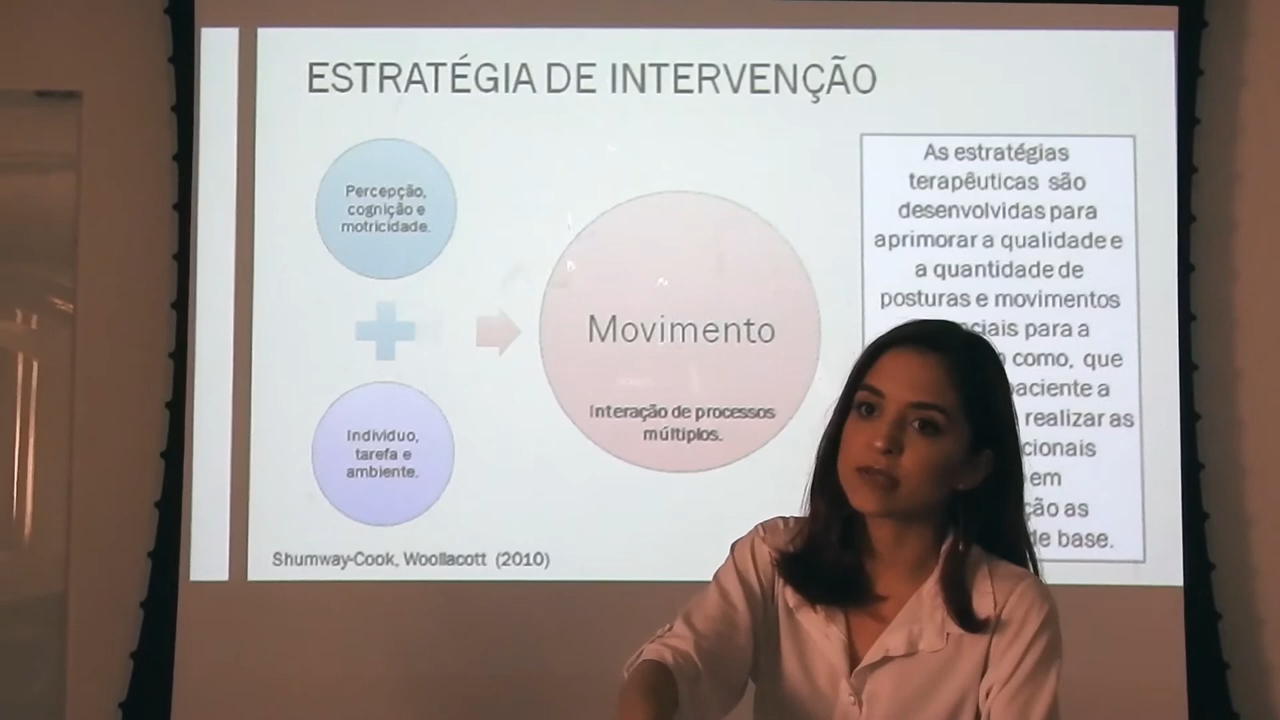 ESTRATÉGIA DE INTERVENÇÃO
Percepção,
cognição e
motricidade.
Indivíduo,
tarefa e
ambiente.
Movimento
Interação de processos
múltiplos.
As estratégias
terapêuticas são
desenvolvidas para
aprimorar a qualidade e
a quantidade de
posturas e movimentos
para a
como, que
paciente a
realizar as
em
as
de base.
Shumway-Cook, Woollacott (2010)